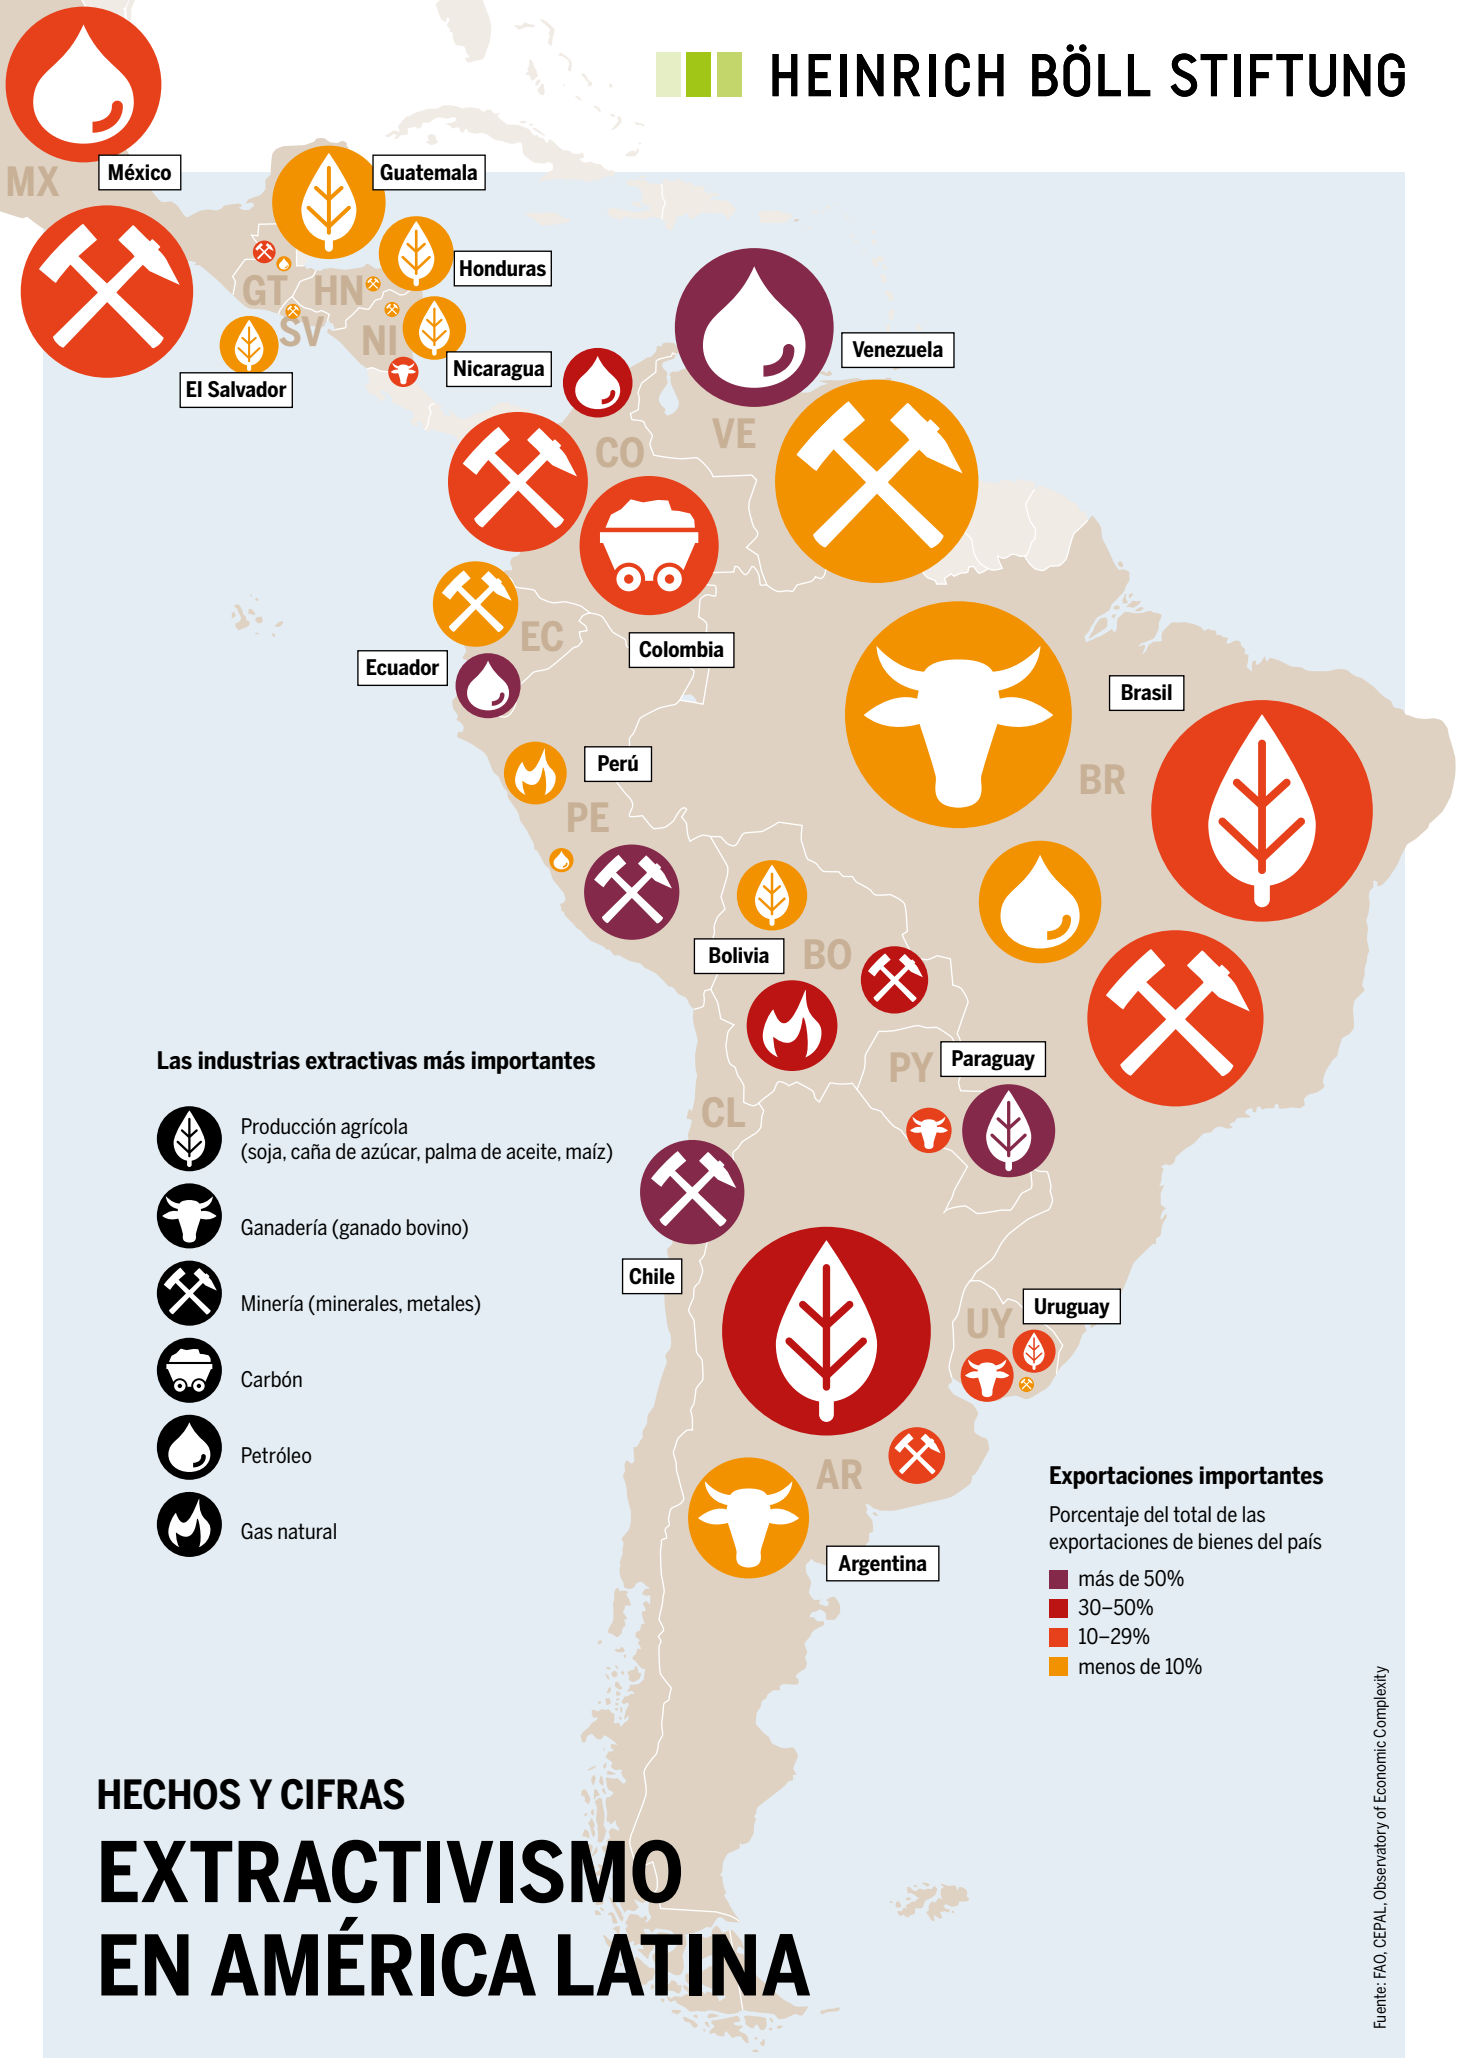 HEINRICH BÖLL STIFTUNG
MX
México
Guatemala
Honduras
GT
HN
SV
NI
El Salvador
Nicaragua
Venezuela
VE
CO
EC
Colombia
Ecuador
Brasil
BR
Perú
PE
Bolivia
BO
PY
Paraguay
CL
Chile
UY
Uruguay
AR
Argentina
Las industrias extractivas más importantes
Producción agrícola
(soja, caña de azúcar, palma de aceite, maíz)
Ganadería (ganado bovino)
Minería (minerales, metales)
Carbón
Petróleo
Gas natural
Exportaciones importantes
Porcentaje del total de las
exportaciones de bienes del país
más de 50%
30–50%
10–29%
menos de 10%
HECHOS Y CIFRAS
EXTRACTIVISMO
EN AMÉRICA LATINA
Fuente: FAO, CEPAL, Observatory of Economic Complexity